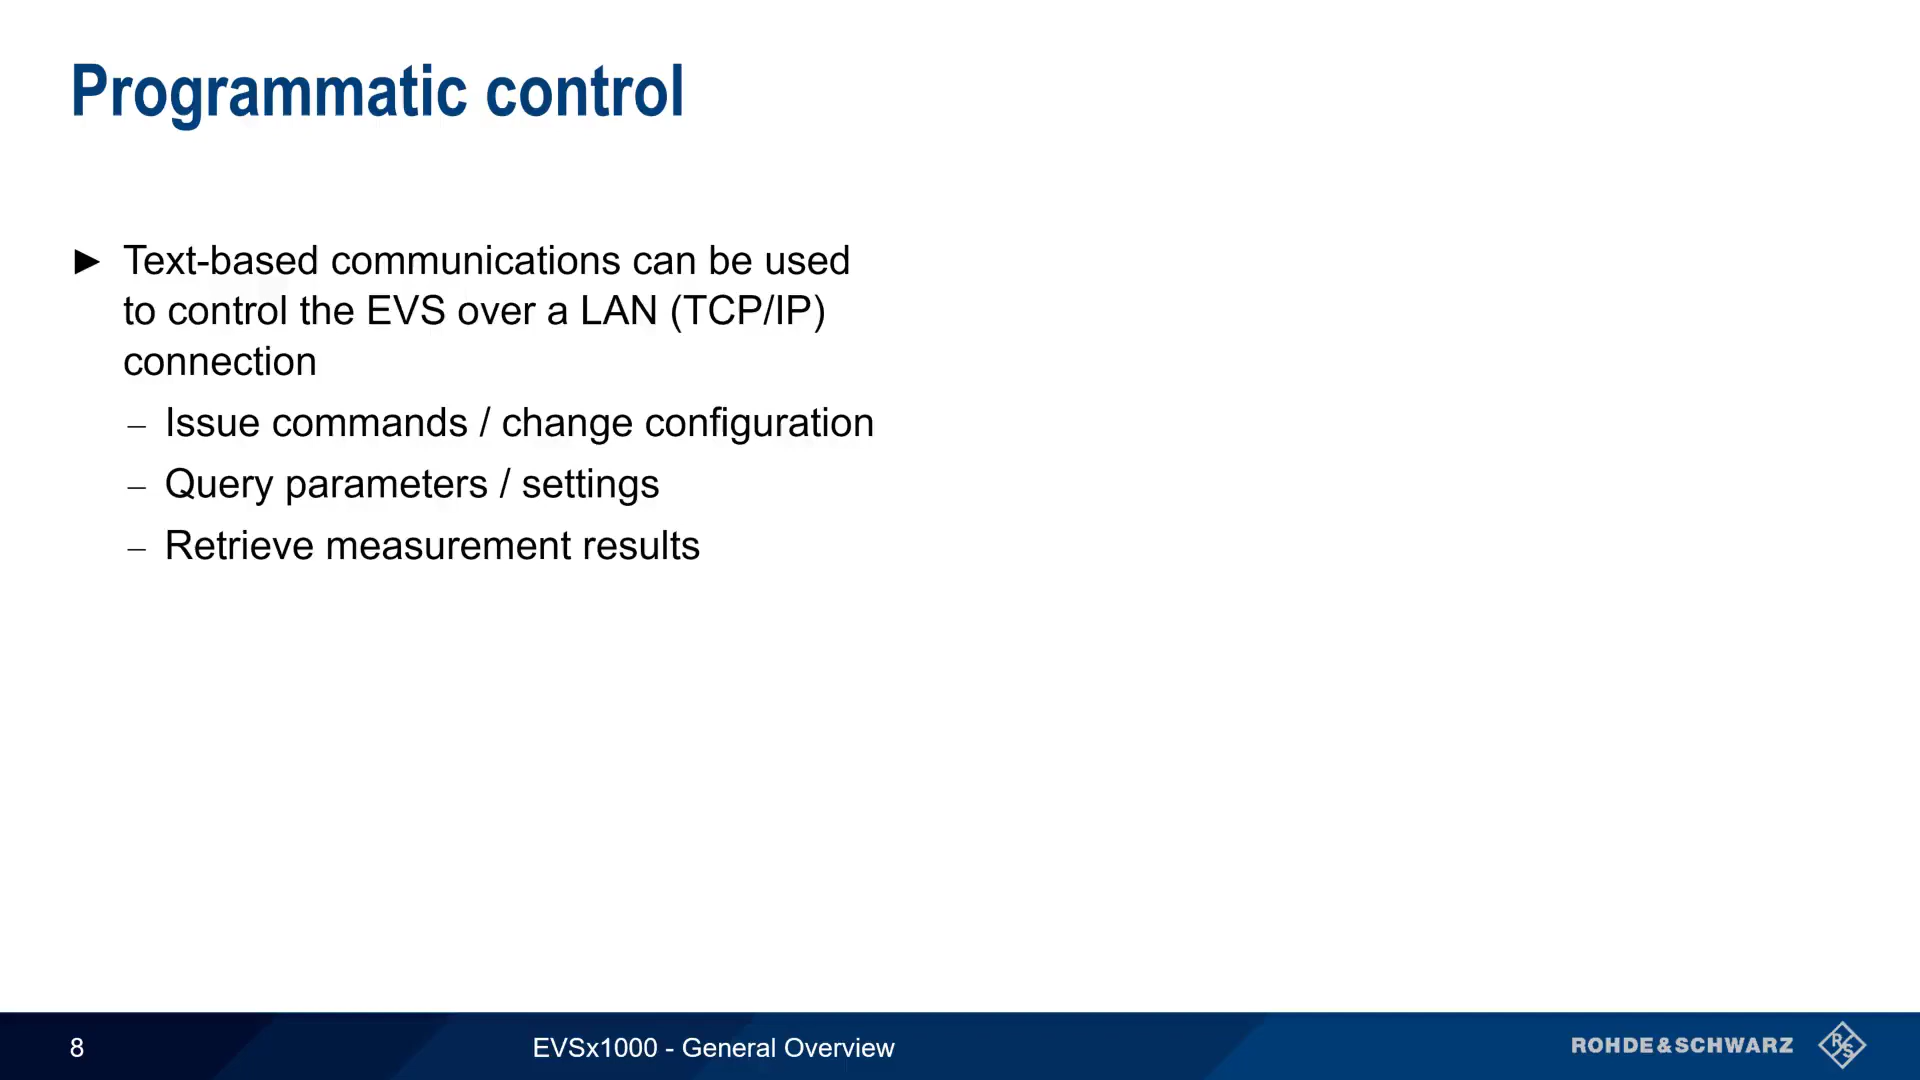 Programmatic control
► Text-based communications can be used
to control the EVS over a LAN (TCP/IP)
connection
– Issue commands / change configuration
– Query parameters / settings
– Retrieve measurement results
8
EVSx1000 - General Overview
ROHDE&SCHWARZ
RS